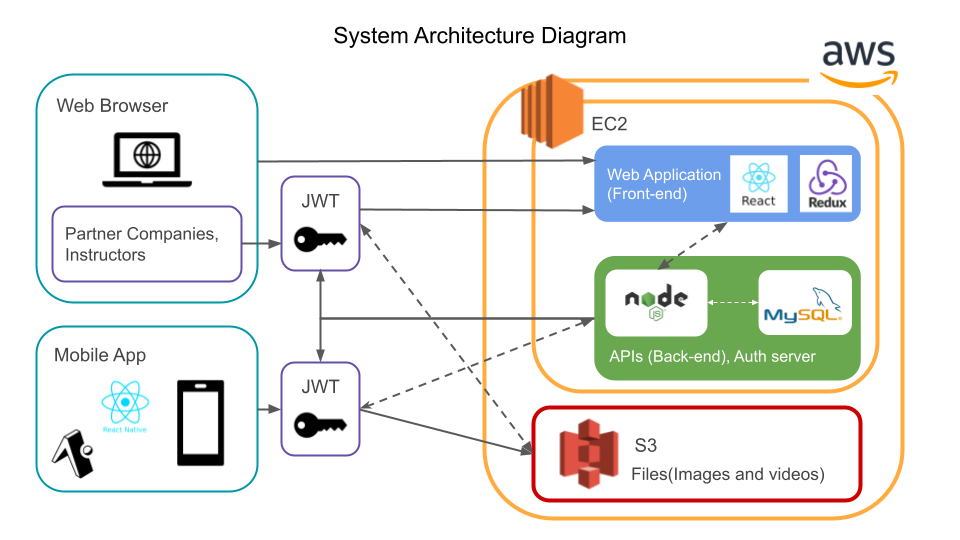 System Architecture Diagram
aws
Web Browser
EC2
Web Application
(Front-end)
React
Redux
JWT
Partner Companies,
Instructors
node
JS
MySQL®
APIs (Back-end), Auth server
Mobile App
React Native
JWT
S3
Files(Images and videos)